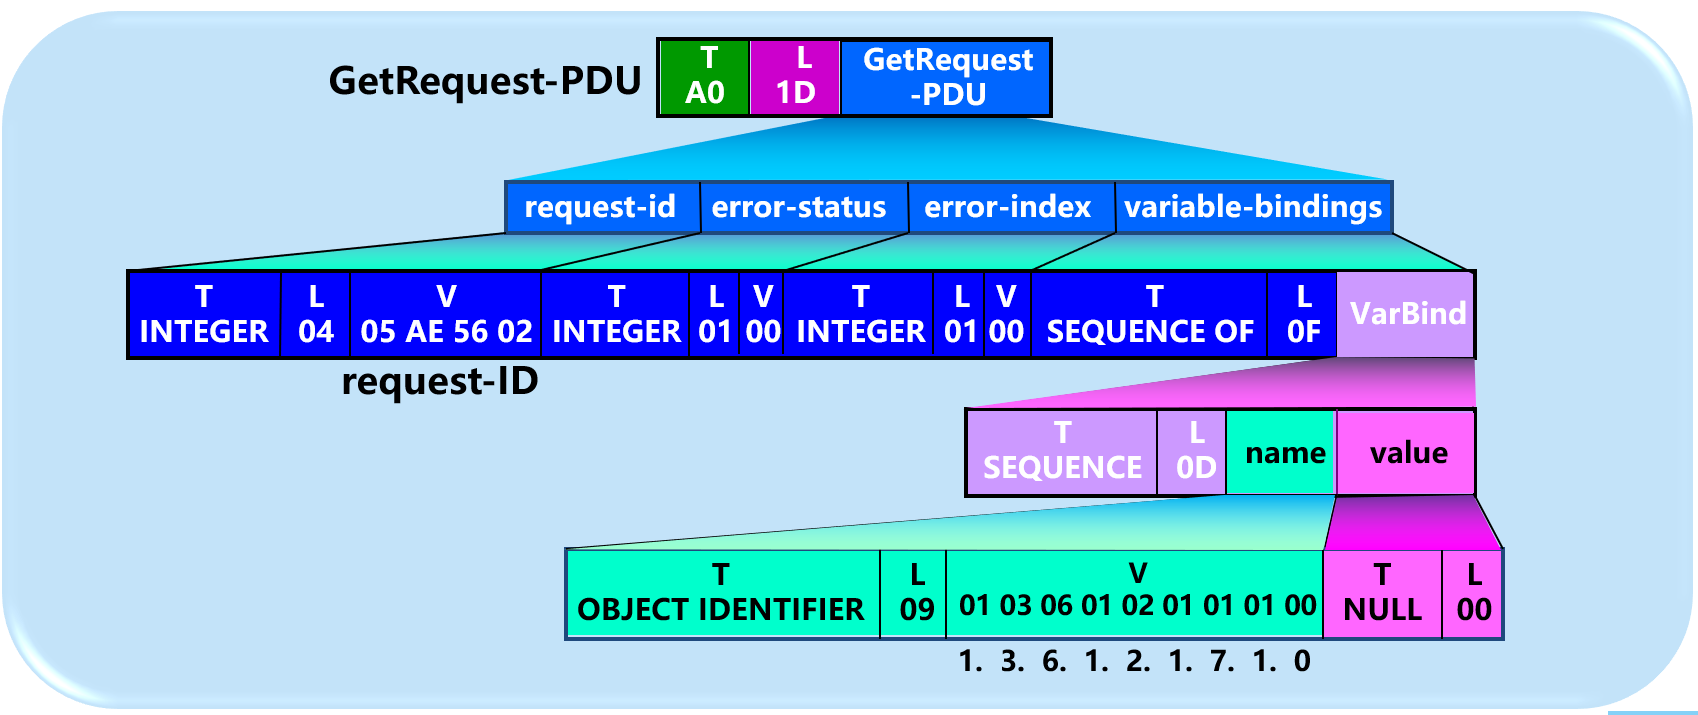 GetRequest-PDU
T
A0
L
1D
GetRequest
-PDU
request-id
error-status
error-index
variable-bindings
T
INTEGER
L
04
V
05 AE 56 02
T
INTEGER
L
01
V
00
T
INTEGER
L
01
V
00
T
SEQUENCE OF
L
0F
VarBind
request-ID
T
SEQUENCE
L
0D
name
value
T
OBJECT IDENTIFIER
L
09
V
01 03 06 01 02 01 01 01 00
T
NULL
L
00
1. 3. 6. 1. 2. 1. 7. 1. 0